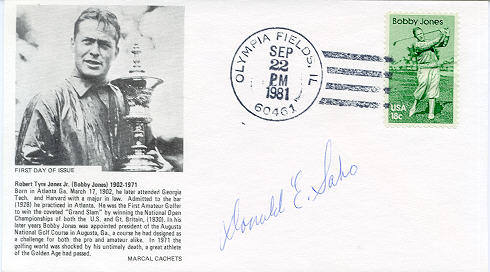 Bobby Jones
USA
18c
OLYMPIA FIELDS, IL
SEP
22
PM
1981
60461
FIRST DAY OF ISSUE
Robert Tyre Jones Jr. (Bobby Jones) 1902-1971
Born in Atlanta Ga. March 17, 1902, he later attended Georgia
Tech. and Harvard with a major in law. Admitted to the bar
(1928) he practiced in Atlanta. He was the First Amateur Golfer
to win the coveted "Grand Slam" by winning the National Open
Championships of both the U.S. and Gt. Britain, (1930). In his
later years Bobby Jones was appointed president of the Augusta
National Golf Course in Augusta, Ga., a course he had designed as
a challenge for both the pro and amateur alike. In 1971 the
golfing world was shocked by his untimely death, a great athlete
of the Golden Age had passed.
MARCAL CACHETS
Donald E.